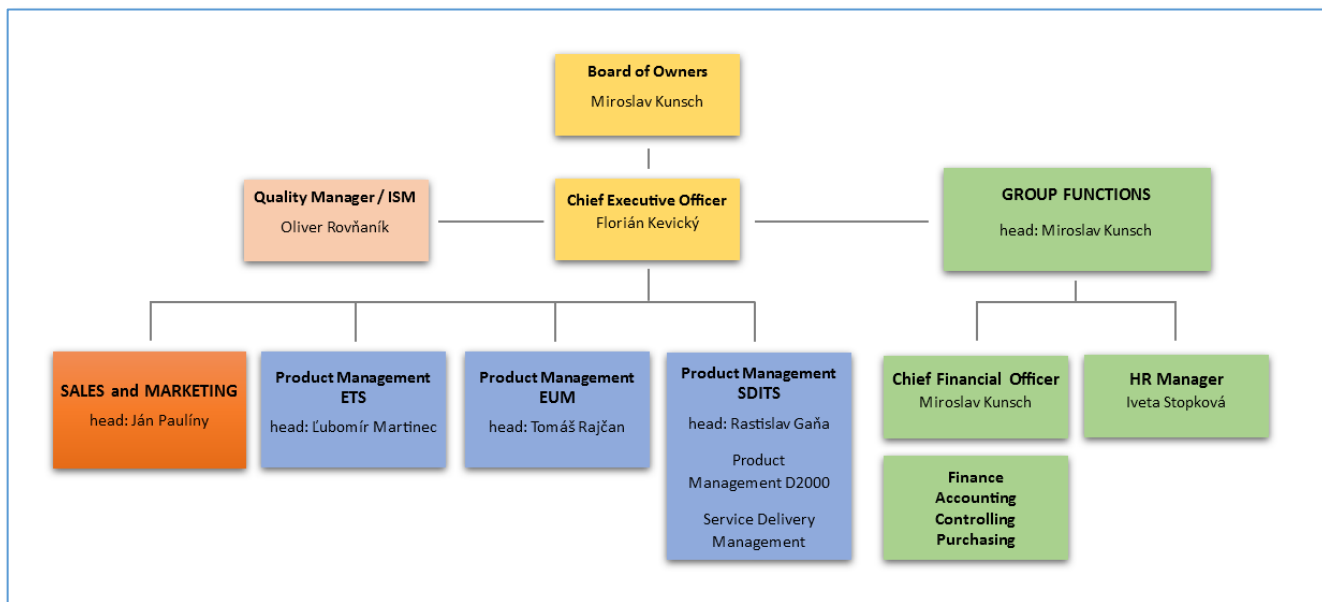 Board of Owners
Miroslav Kunsch
Quality Manager / ISM
Oliver Rovňaník
Chief Executive Officer
Florián Kevický
GROUP FUNCTIONS
head: Miroslav Kunsch
SALES and MARKETING
head: Ján Paulíny
Product Management
ETS
head: Ľubomír Martinec
Product Management
EUM
head: Tomáš Rajčan
Product Management
SDITS
head: Rastislav Gaňa
Product
Management D2000
Service Delivery
Management
Chief Financial Officer
Miroslav Kunsch
HR Manager
Iveta Stopková
Finance
Accounting
Controlling
Purchasing